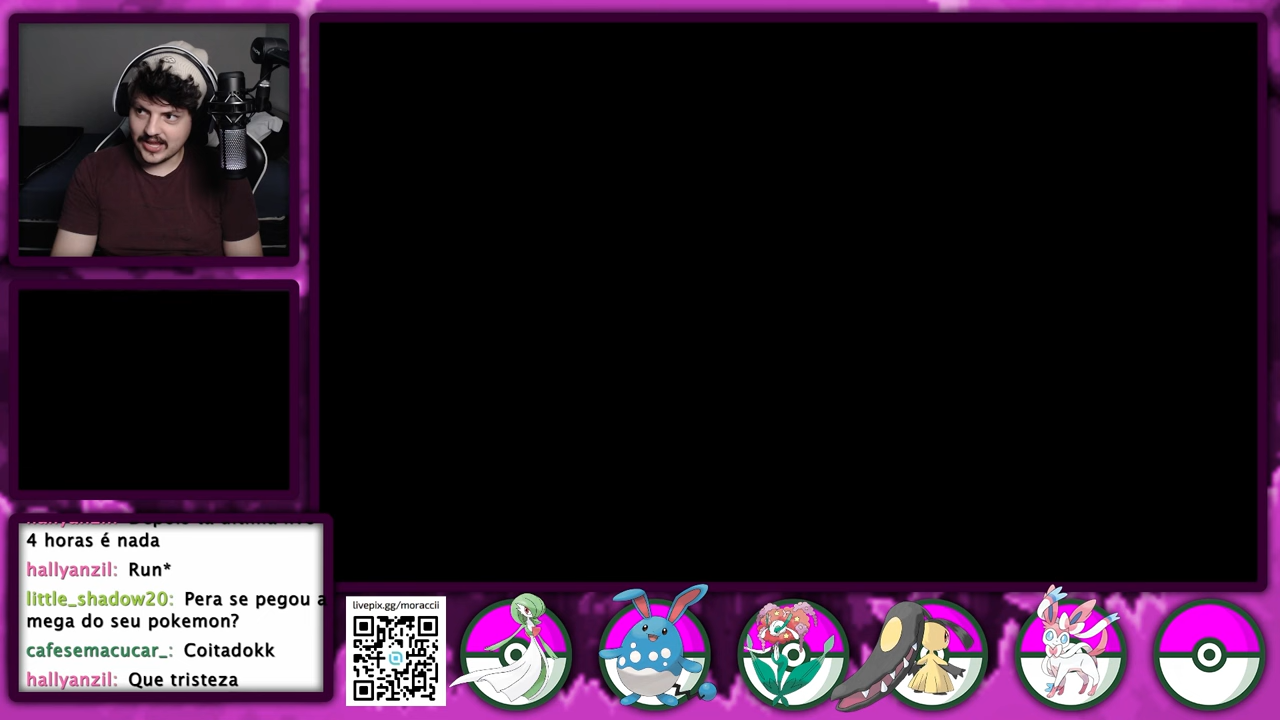 4 horas é nada
hallyanzil: Run*
little_shadow20: Pera se pegou a
mega do seu pokemon?
cafesemacucar_: Coitadokk
hallyanzil: Que tristeza
livepix.gg/moraccii